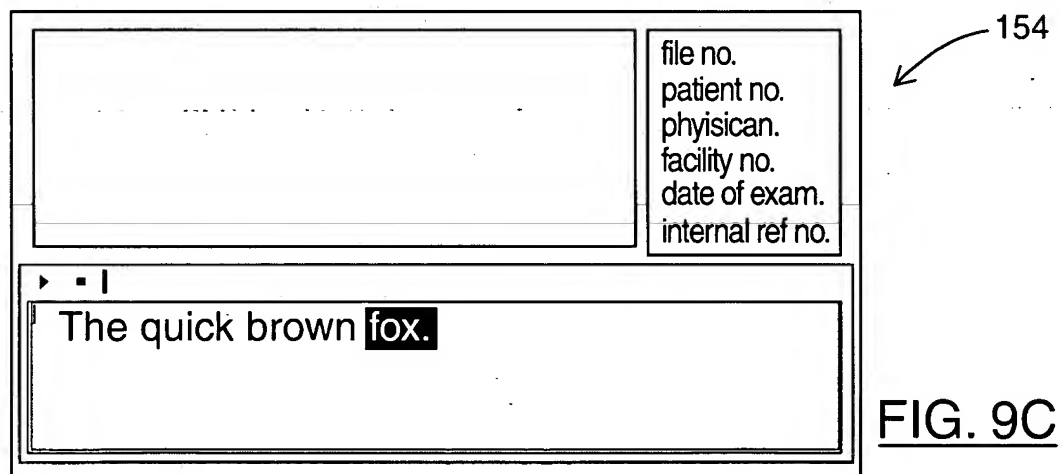 154
file no.
patient no.
phyisican.
facility no.
date of exam.
internal ref no.
The quick brown fox.
FIG. 9C